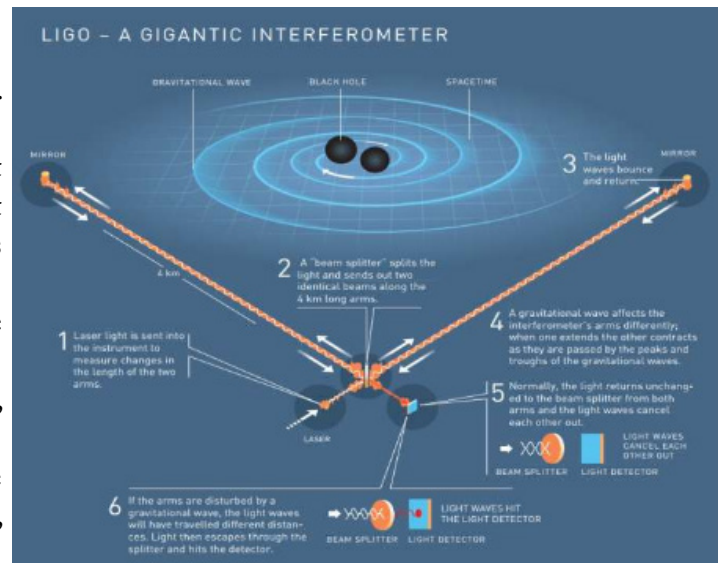 LIGO – A GIGANTIC INTERFEROMETER
GRAVITATIONAL WAVE
BLACK HOLE
SPACETIME
MIRROR
MIRROR
3 The light
waves bounce
and return.
4 km
2 A "beam splitter" splits the
light and sends out two
identical beams along the
4 km long arms.
1 Laser light is sent into
the instrument to
measure changes in
the length of the two
arms.
4 A gravitational wave affects the
interferometer's arms differently;
when one extends the other contracts
as they are passed by the peaks and
troughs of the gravitational waves.
LASER
5 Normally, the light returns unchang-
ed to the beam splitter from both
arms and the light waves cancel
each other out.
LIGHT WAVES
CANCEL EACH
OTHER OUT
BEAM SPLITTER
LIGHT DETECTOR
6 If the arms are disturbed by a
gravitational wave, the light waves
will have travelled different distan-
ces. Light then escapes through the
splitter and hits the detector.
LIGHT WAVES HIT
THE LIGHT DETECTOR
BEAM SPLITTER
LIGHT DETECTOR